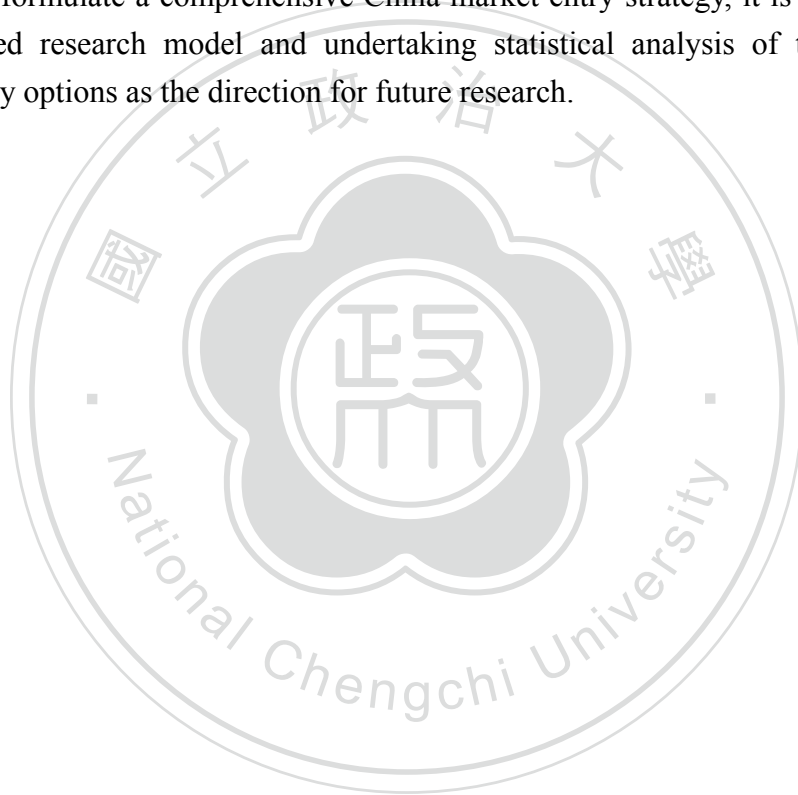 formulate a comprehensive China market entry strategy, it is
ed research model and undertaking statistical analysis of
y options as the direction for future research.
國立政治大學
政
National Chengchi University